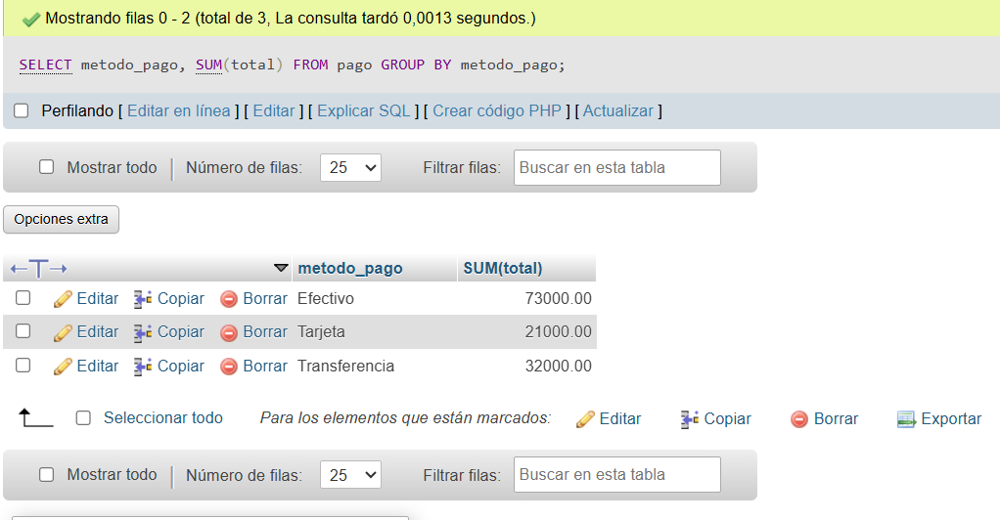 Mostrando filas 0 - 2 (total de 3, La consulta tardó 0,0013 segundos.)
SELECT metodo_pago, SUM(total) FROM pago GROUP BY metodo_pago;
Perfilando [ Editar en línea ] [ Editar ] [ Explicar SQL ] [ Crear código PHP ] [ Actualizar ]
Mostrar todo | Número de filas: 25 Filtrar filas: Buscar en esta tabla
Opciones extra
←T→ metodo_pago SUM(total)
Editar Copiar Borrar Efectivo 73000.00
Editar Copiar Borrar Tarjeta 21000.00
Editar Copiar Borrar Transferencia 32000.00
Seleccionar todo Para los elementos que están marcados: Editar Copiar Borrar Exportar
Mostrar todo | Número de filas: 25 Filtrar filas: Buscar en esta tabla